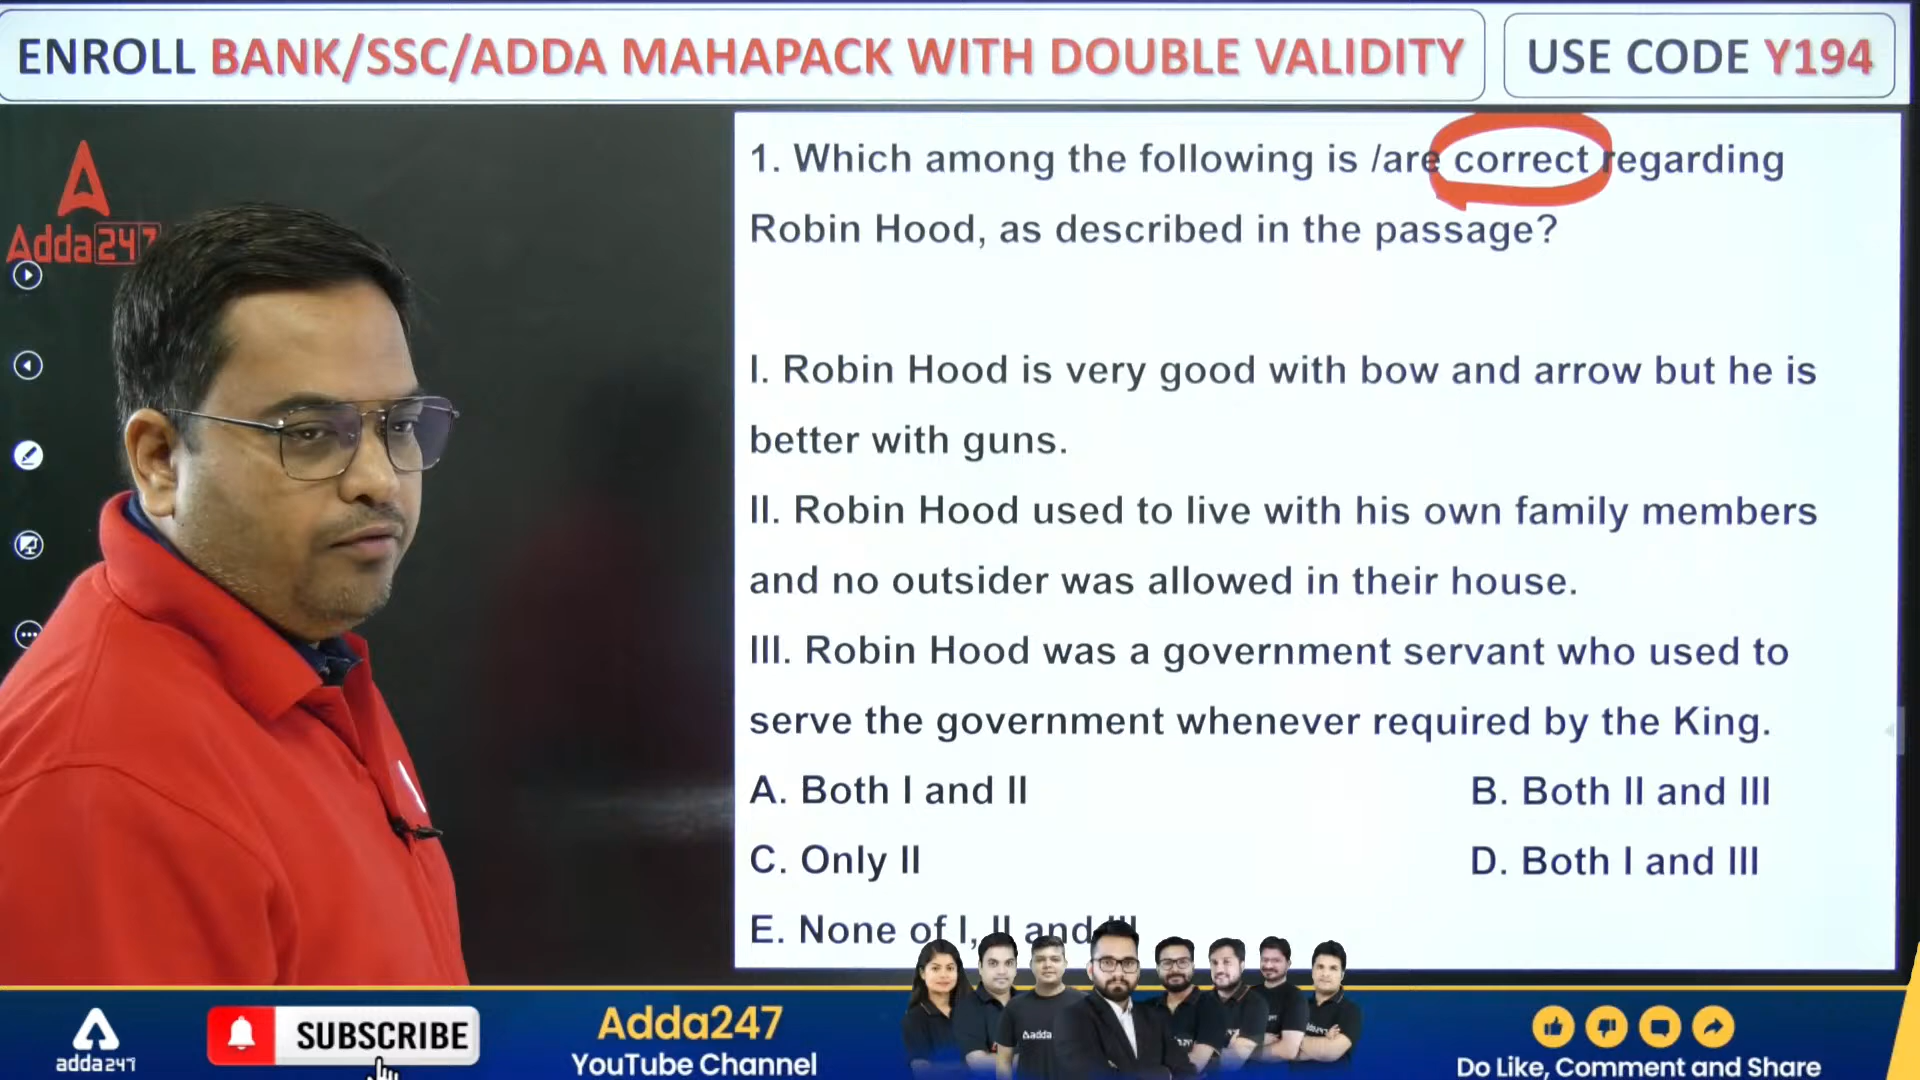 ENROLL BANK/SSC/ADDA MAHAPACK WITH DOUBLE VALIDITY
USE CODE Y194
Adda247
1. Which among the following is /are correct regarding
Robin Hood, as described in the passage?
I. Robin Hood is very good with bow and arrow but he is
better with guns.
II. Robin Hood used to live with his own family members
and no outsider was allowed in their house.
III. Robin Hood was a government servant who used to
serve the government whenever required by the King.
A. Both I and II
B. Both II and III
C. Only II
D. Both I and III
E. None of I, II and III
adda247
SUBSCRIBE
Adda247
YouTube Channel
adda
Do Like, Comment and Share